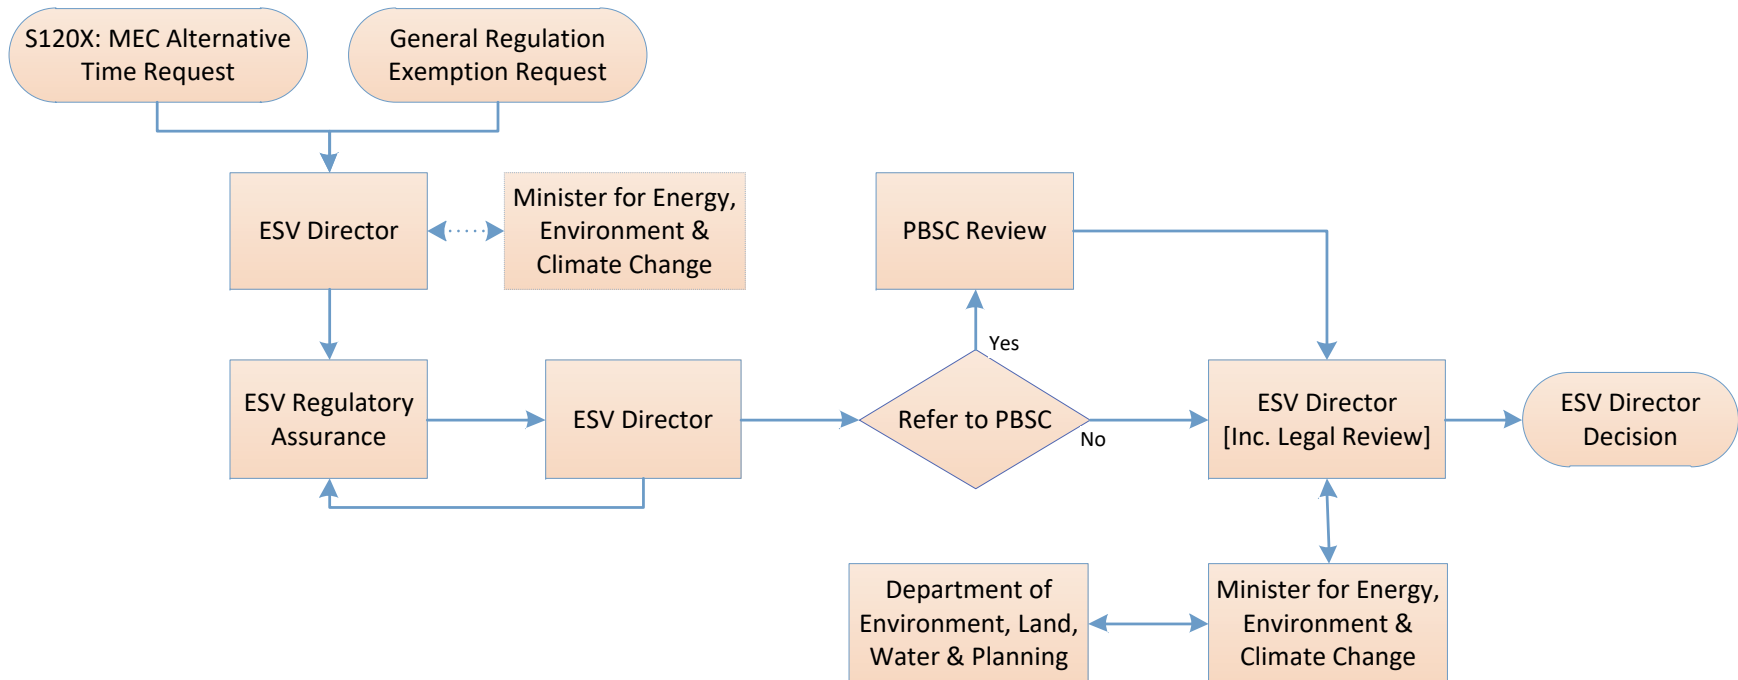 S120X: MEC Alternative
Time Request
General Regulation
Exemption Request
ESV Director
Minister for Energy,
Environment &
Climate Change
PBSC Review
Yes
ESV Regulatory
Assurance
ESV Director
Refer to PBSC
No
ESV Director
[Inc. Legal Review]
ESV Director
Decision
Department of
Environment, Land,
Water & Planning
Minister for Energy,
Environment &
Climate Change